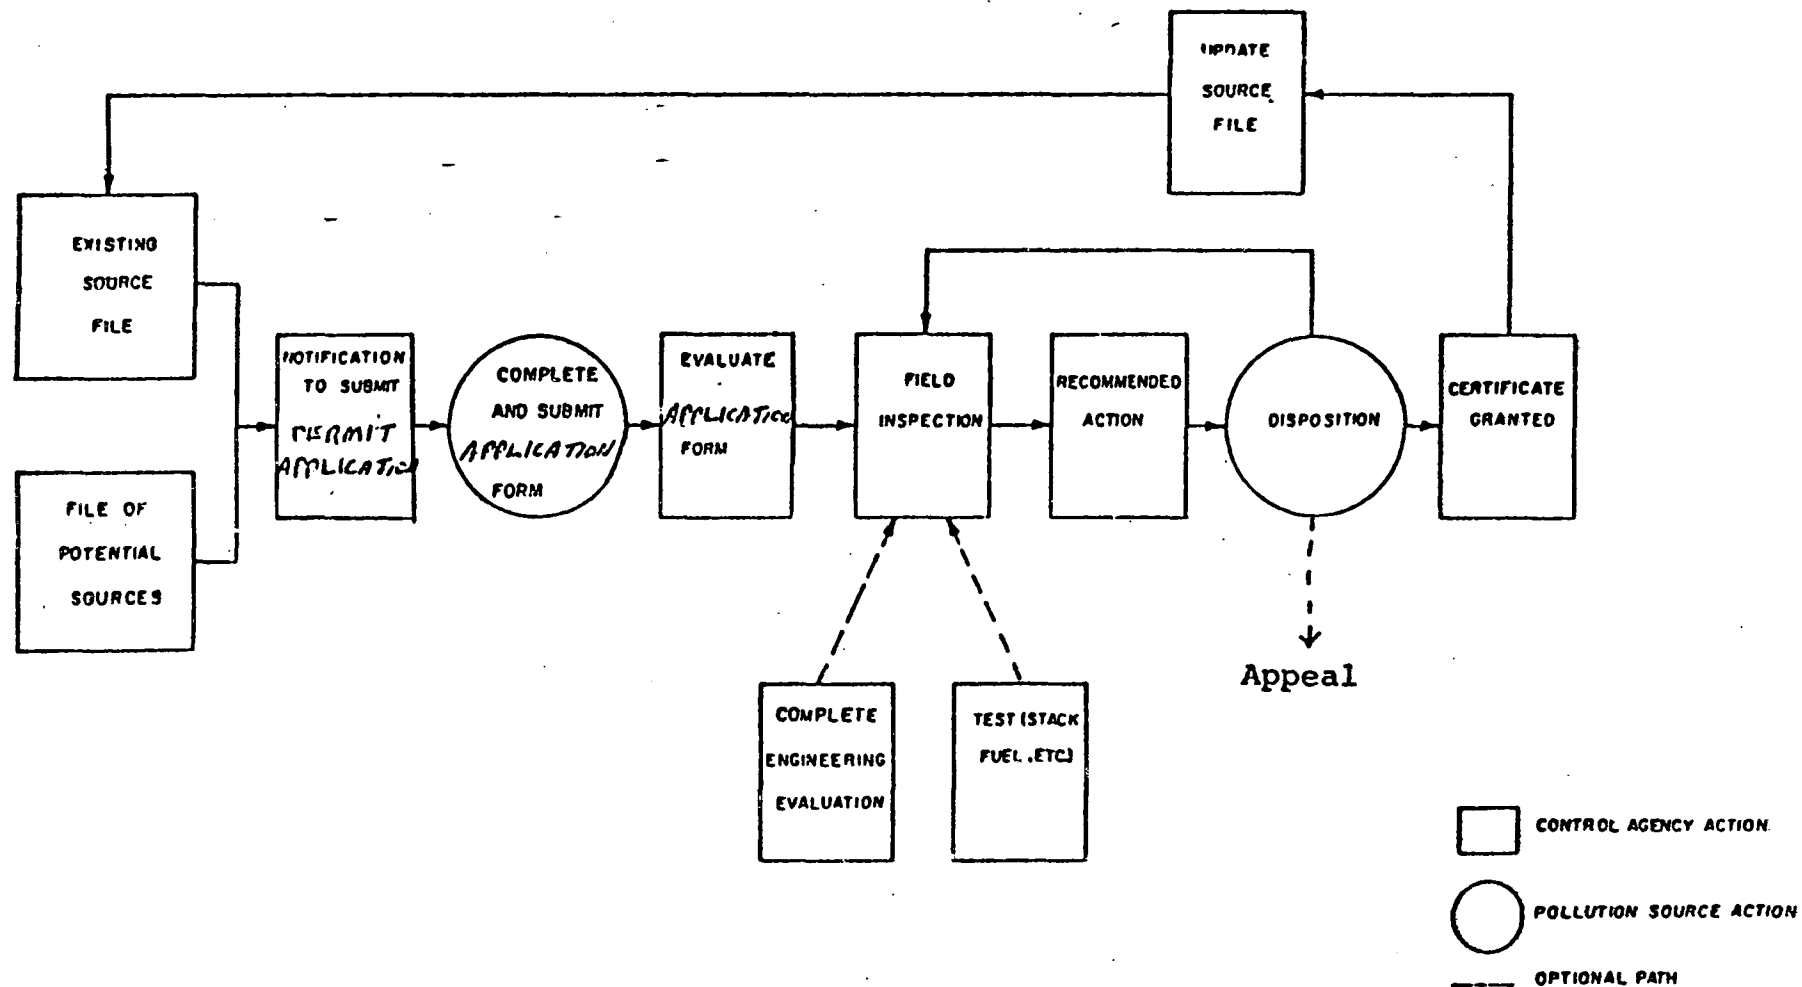 UPDATE
SOURCE
FILE
EXISTING
SOURCE
FILE
FILE OF
POTENTIAL
SOURCES
NOTIFICATION
TO SUBMIT
PERMIT
APPLICATION
COMPLETE
AND SUBMIT
APPLICATION
FORM
EVALUATE
APPLICATION
FORM
FIELD
INSPECTION
RECOMMENDED
ACTION
DISPOSITION
CERTIFICATE
GRANTED
Appeal
COMPLETE
ENGINEERING
EVALUATION
TEST (STACK
FUEL, ETC)
CONTROL AGENCY ACTION
POLLUTION SOURCE ACTION
OPTIONAL PATH